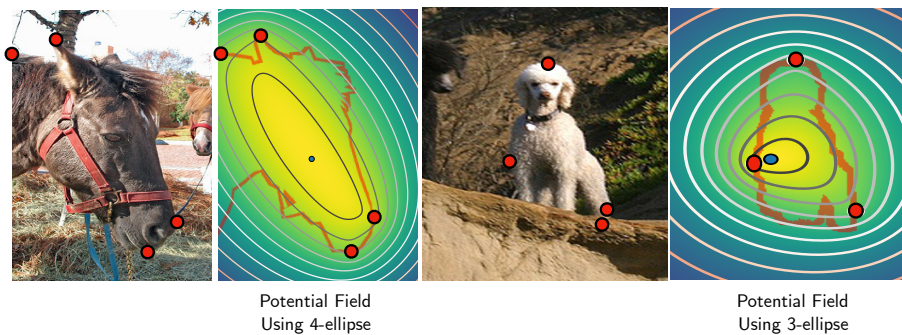 Potential Field
Using 4-ellipse
Potential Field
Using 3-ellipse